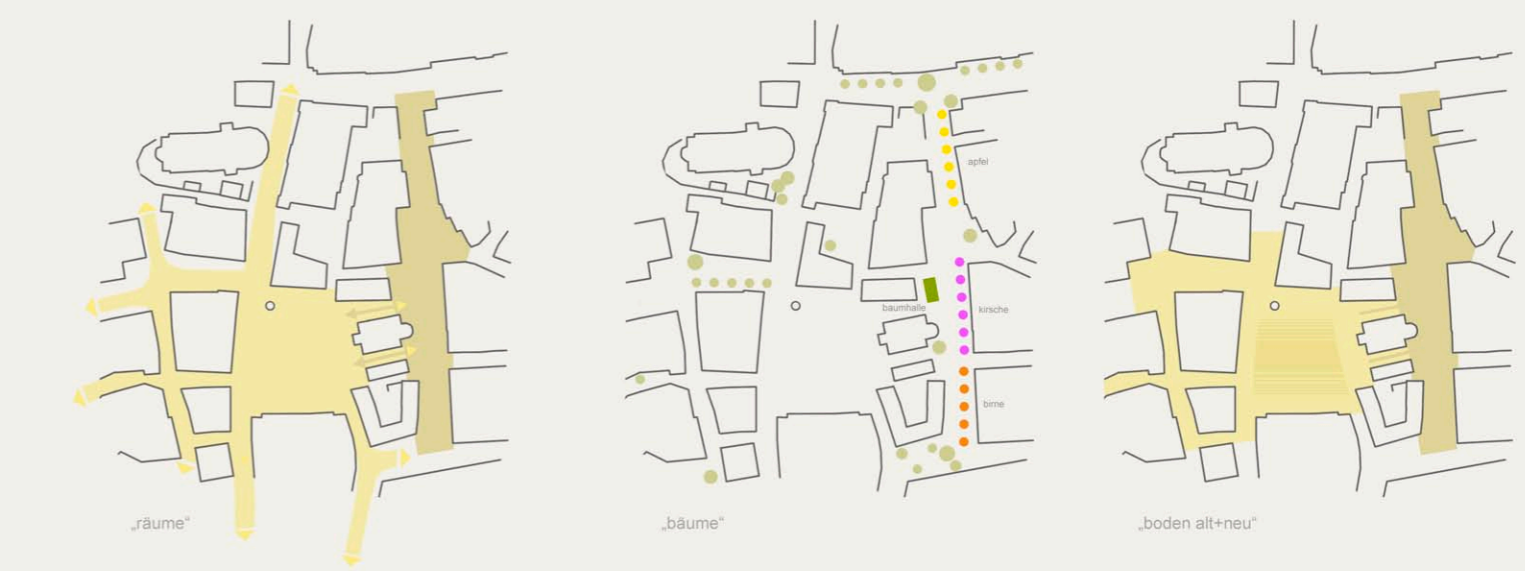 apfel
baumhalle
kirsche
birne
„räume“
„bäume“
„boden alt+neu“